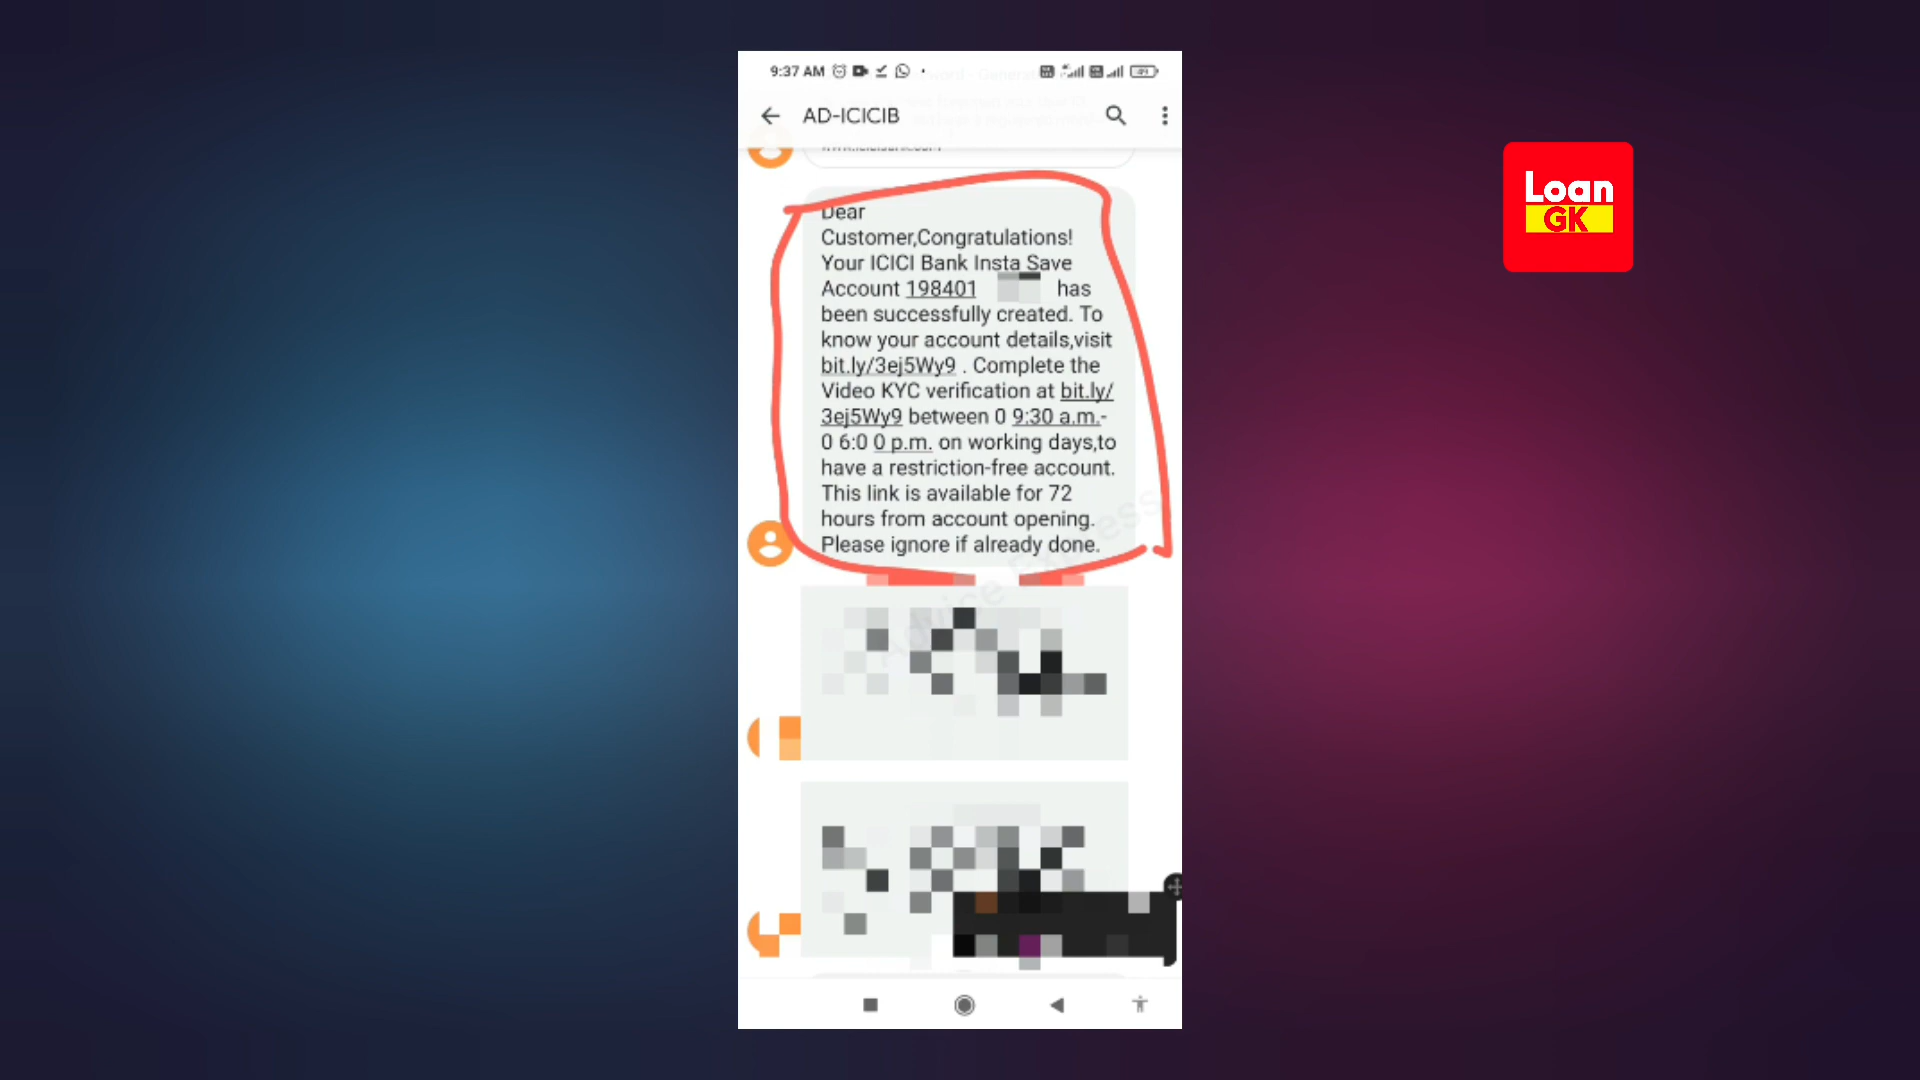 9:37 AM
AD-ICICIB
Loan
GK
Dear
Customer,Congratulations!
Your ICICI Bank Insta Save
Account 198401 has
been successfully created. To
know your account details,visit
bit.ly/3ej5Wy9 . Complete the
Video KYC verification at bit.ly/
3ej5Wy9 between 0 9:30 a.m.-
0 6:0 0 p.m. on working days,to
have a restriction-free account.
This link is available for 72
hours from account opening.
Please ignore if already done.
Advice Express